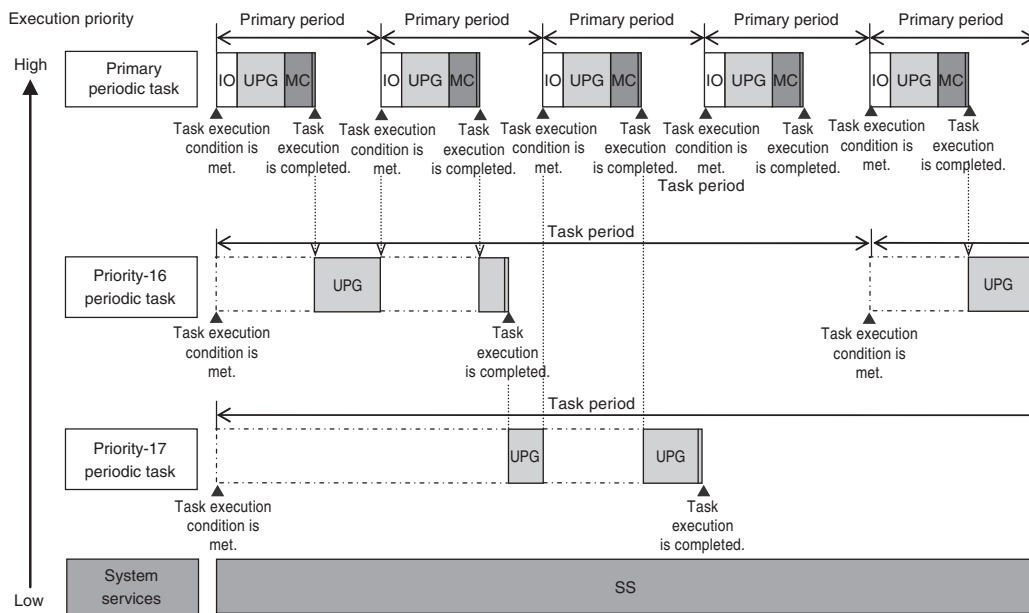 Execution priority
Primary period
Primary period
Primary period
Primary period
Primary period
High
Primary
periodic task
IO
UPG
MC
IO
UPG
MC
IO
UPG
MC
IO
UPG
MC
IO
UPG
MC
Task execution
condition is
met.
Task
execution
is completed.
Task execution
condition is
met.
Task
execution
is completed.
Task execution
condition is
met.
Task
execution
is completed.
Task execution
condition is
met.
Task
execution
is completed.
Task execution
condition is
met.
Task
execution
is completed.
Task period
Task period
Priority-16
periodic task
UPG
UPG
Task execution
condition is
met.
Task
execution
is completed.
Task execution
condition is
met.
Task period
Priority-17
periodic task
UPG
UPG
Task execution
condition is
met.
Task
execution
is completed.
System
services
SS
Low